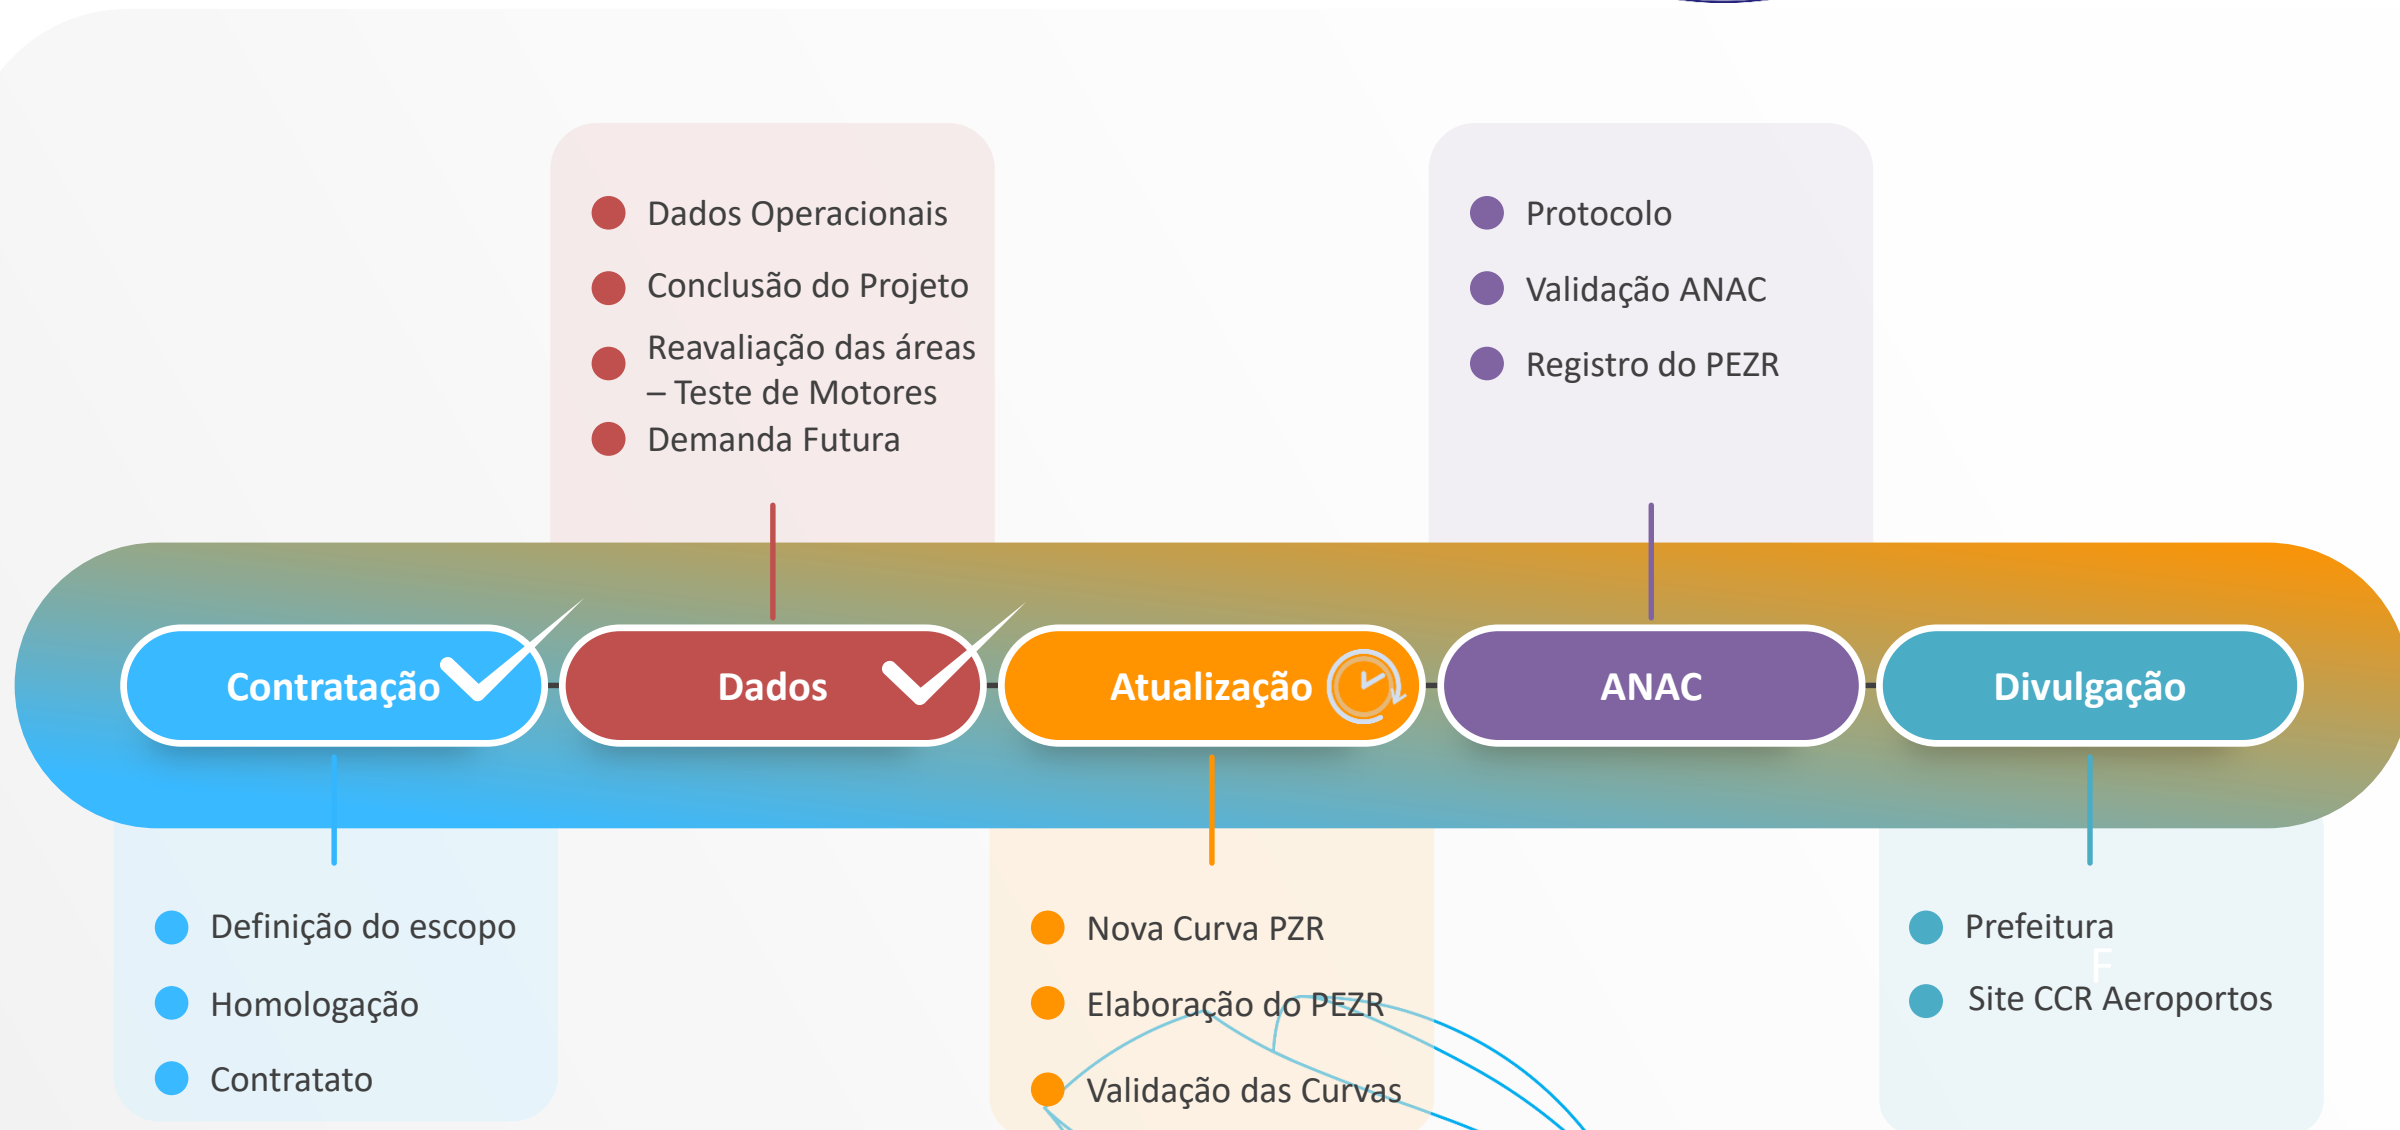 Dados Operacionais
Conclusão do Projeto
Reavaliação das áreas
– Teste de Motores
Demanda Futura
Protocolo
Validação ANAC
Registro do PEZR
Contratação
Dados
Atualização
ANAC
Divulgação
Definição do escopo
Homologação
Contratato
Nova Curva PZR
Elaboração do PEZR
Validação das Curvas
Prefeitura
F
Site CCR Aeroportos